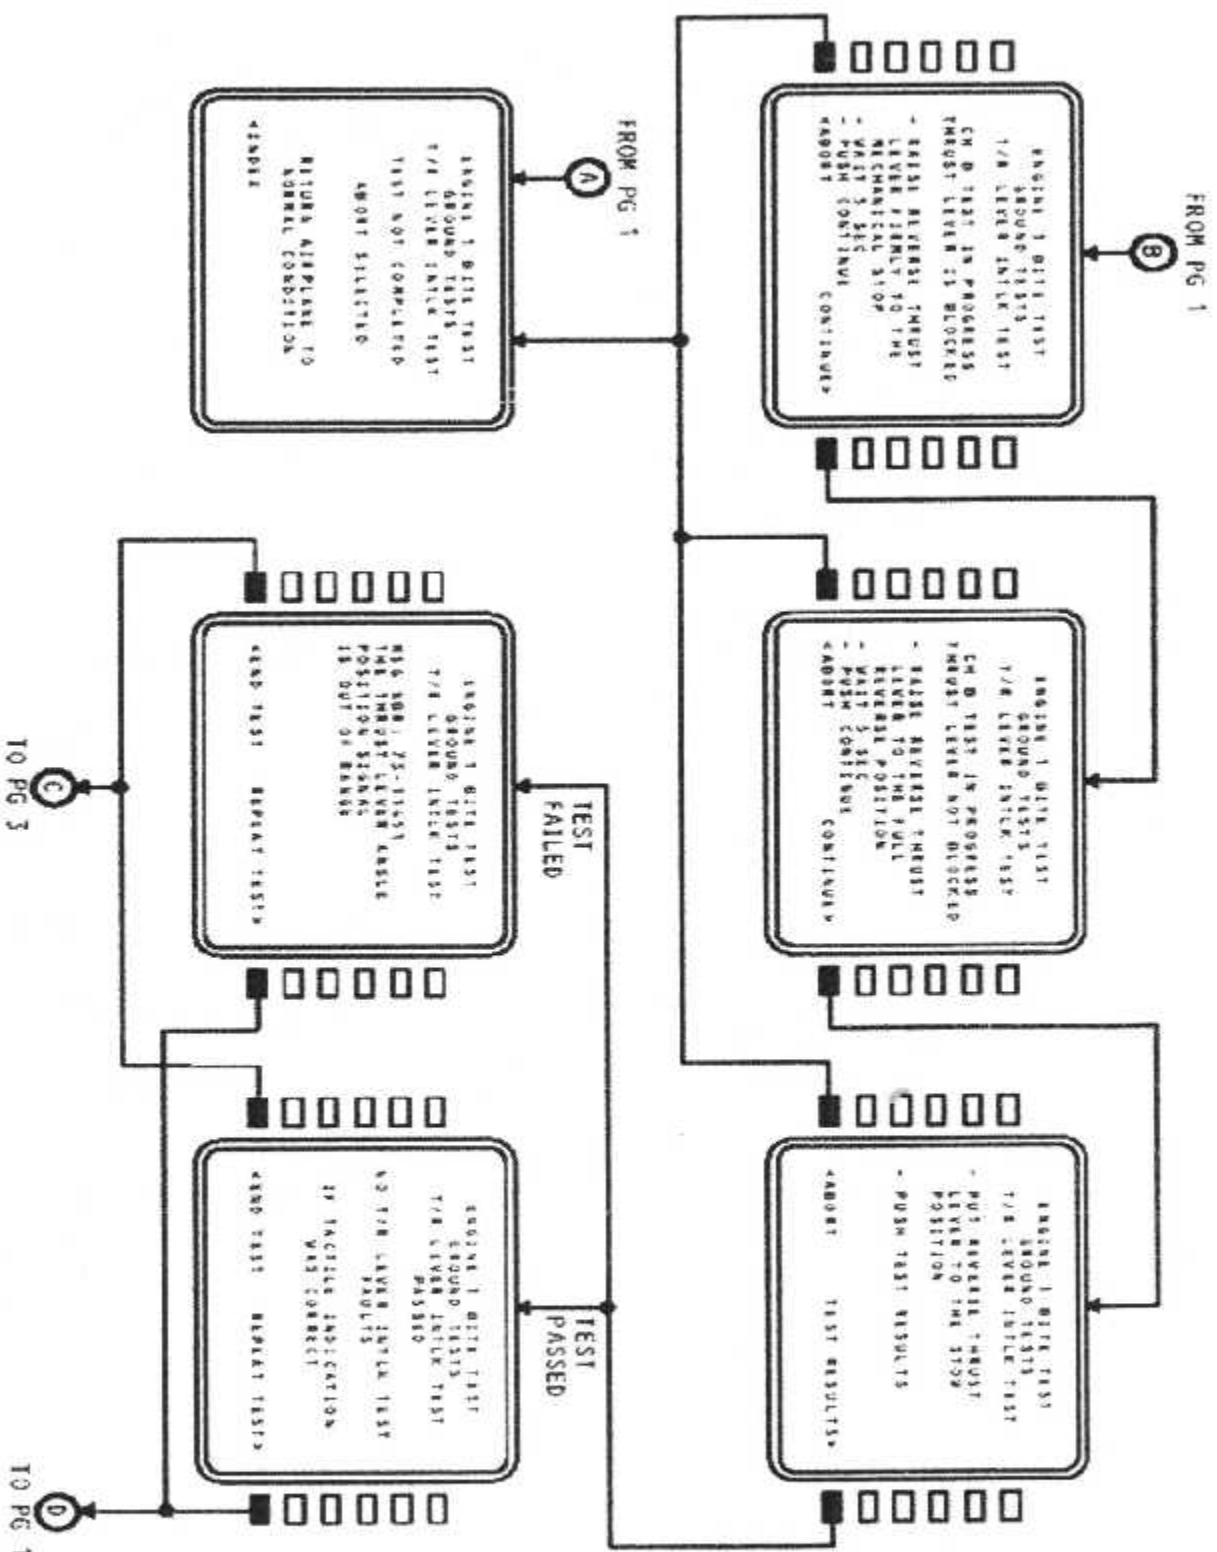 FROM PG 1
B
ENGINE 1 BITE TEST
GROUND TESTS
T/R LEVER INTLK TEST
CH B TEST IN PROGRESS
THRUST LEVER IS BLOCKED
- RAISE REVERSE THRUST
LEVER FIRMLY TO THE
MECHANICAL STOP
- WAIT 5 SEC
- PUSH CONTINUE
<ABORT CONTINUE>
ENGINE 1 BITE TEST
GROUND TESTS
T/R LEVER INTLK TEST
CH B TEST IN PROGRESS
THRUST LEVER NOT BLOCKED
- RAISE REVERSE THRUST
LEVER TO THE FULL
REVERSE POSITION
- WAIT 5 SEC
- PUSH CONTINUE
<ABORT CONTINUE>
ENGINE 1 BITE TEST
GROUND TESTS
T/R LEVER INTLK TEST
- PUT REVERSE THRUST
LEVER TO THE STOW
POSITION
- PUSH TEST RESULTS
<ABORT TEST RESULTS>
FROM PG 1
A
ENGINE 1 BITE TEST
GROUND TESTS
T/R LEVER INTLK TEST
TEST NOT COMPLETED
ABORT SELECTED
RETURN AIRPLANE TO
NORMAL CONDITION
<INDEX
TEST
FAILED
ENGINE 1 BITE TEST
GROUND TESTS
T/R LEVER INTLK TEST
MSG NBR:
THE THRUST LEVER ANGLE
POSITION SIGNAL
IS OUT OF RANGE
<END TEST REPEAT TEST>
TEST
PASSED
ENGINE 1 BITE TEST
GROUND TESTS
T/R LEVER INTLK TEST
PASSED
NO T/R LEVER INTLK TEST
FAULTS
IF TACTILE INDICATION
WAS CORRECT
<END TEST REPEAT TEST>
C
TO PG 3
D
TO PG 1